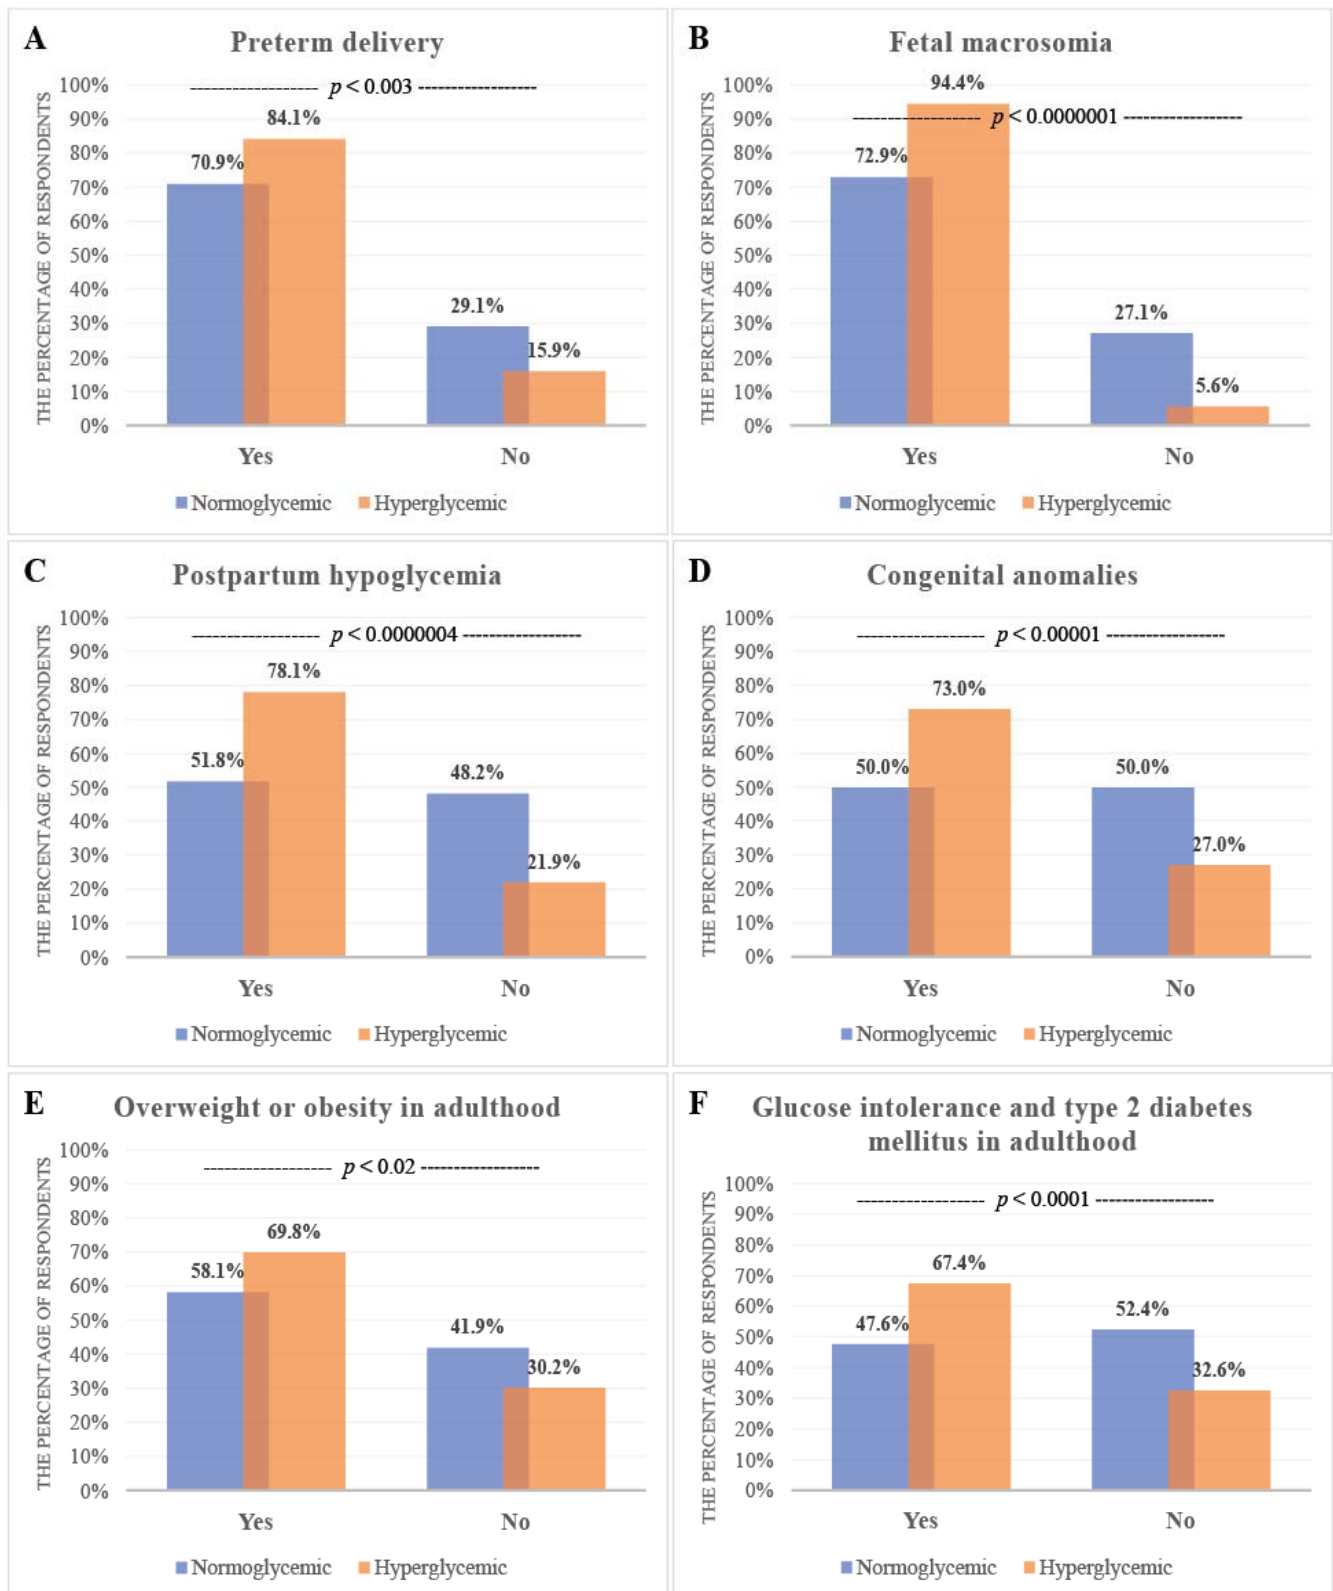 A
Preterm delivery
THE PERCENTAGE OF RESPONDENTS
100%
90%
80%
70%
60%
50%
40%
30%
20%
10%
0%
------------------ p < 0.003 ------------------
70.9%
84.1%
29.1%
15.9%
Yes
No
Normoglycemic
Hyperglycemic
B
Fetal macrosomia
THE PERCENTAGE OF RESPONDENTS
100%
90%
80%
70%
60%
50%
40%
30%
20%
10%
0%
94.4%
------------------ p < 0.0000001 ------------------
72.9%
27.1%
5.6%
Yes
No
Normoglycemic
Hyperglycemic
C
Postpartum hypoglycemia
THE PERCENTAGE OF RESPONDENTS
100%
90%
80%
70%
60%
50%
40%
30%
20%
10%
0%
------------------ p < 0.0000004 ------------------
51.8%
78.1%
48.2%
21.9%
Yes
No
Normoglycemic
Hyperglycemic
D
Congenital anomalies
THE PERCENTAGE OF RESPONDENTS
100%
90%
80%
70%
60%
50%
40%
30%
20%
10%
0%
------------------ p < 0.00001 ------------------
50.0%
73.0%
50.0%
27.0%
Yes
No
Normoglycemic
Hyperglycemic
E
Overweight or obesity in adulthood
THE PERCENTAGE OF RESPONDENTS
100%
90%
80%
70%
60%
50%
40%
30%
20%
10%
0%
------------------ p < 0.02 ------------------
58.1%
69.8%
41.9%
30.2%
Yes
No
Normoglycemic
Hyperglycemic
F
Glucose intolerance and type 2 diabetes
mellitus in adulthood
THE PERCENTAGE OF RESPONDENTS
100%
90%
80%
70%
60%
50%
40%
30%
20%
10%
0%
------------------ p < 0.0001 ------------------
47.6%
67.4%
52.4%
32.6%
Yes
No
Normoglycemic
Hyperglycemic